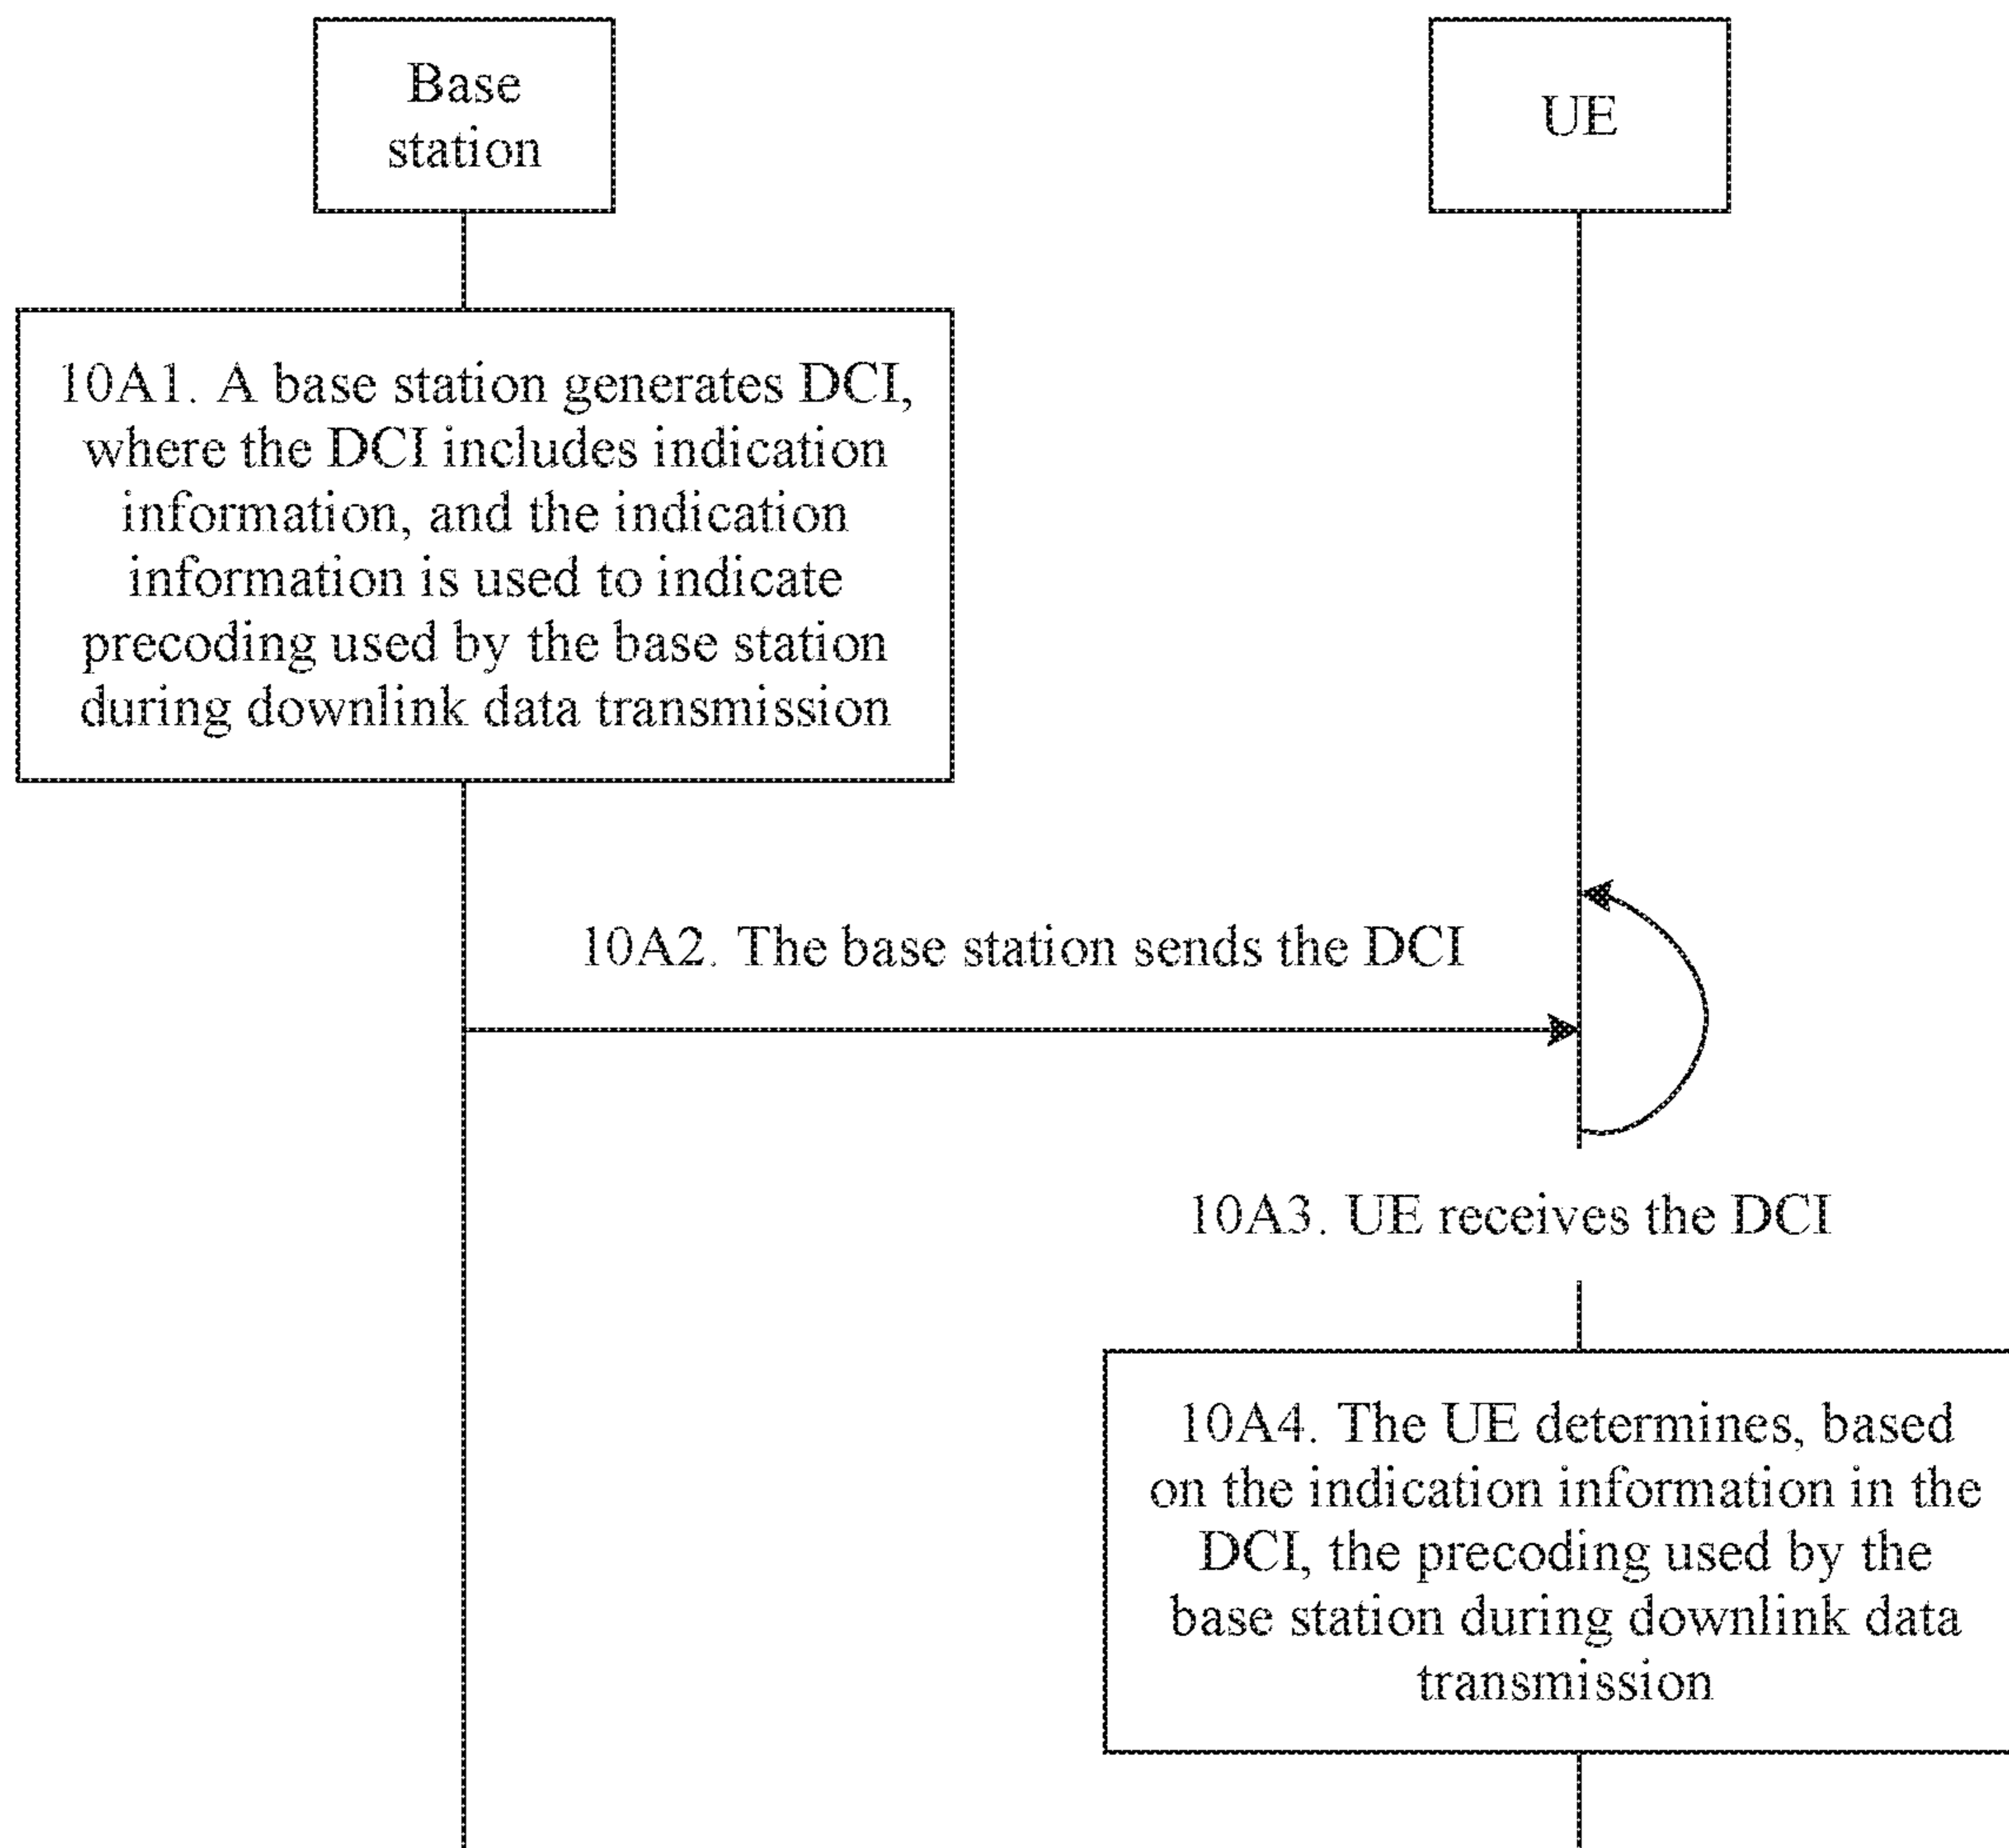 Base
station
UE
10A1. A base station generates DCI,
where the DCI includes indication
information, and the indication
information is used to indicate
precoding used by the base station
during downlink data transmission
10A2. The base station sends the DCI
10A3. UE receives the DCI
10A4. The UE determines, based
on the indication information in the
DCI, the precoding used by the
base station during downlink data
transmission